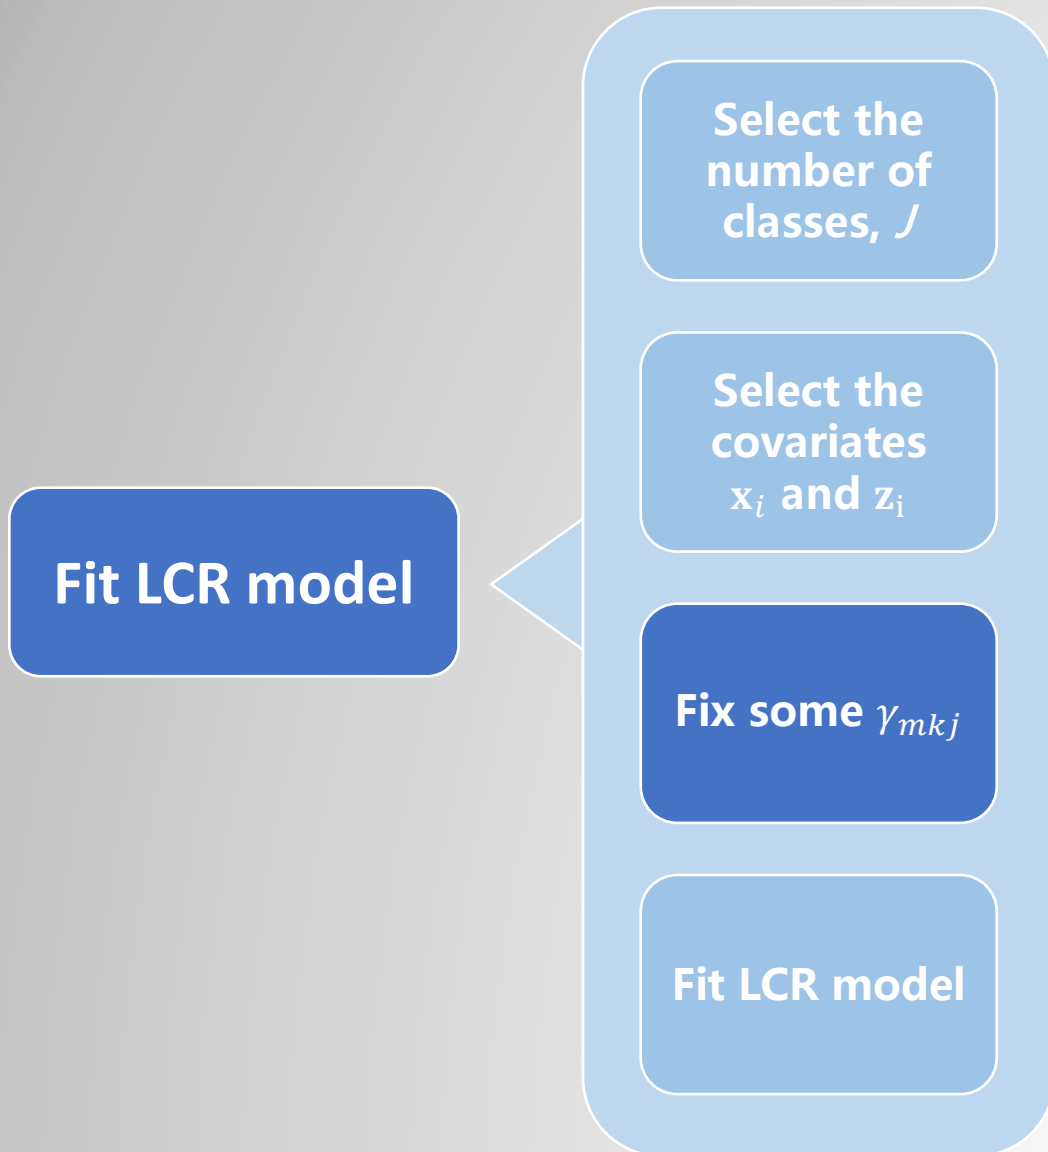 Fit LCR model
Select the
number of
classes, J
Select the
covariates
xᵢ and zᵢ
Fix some γₘₖⱼ
Fit LCR model